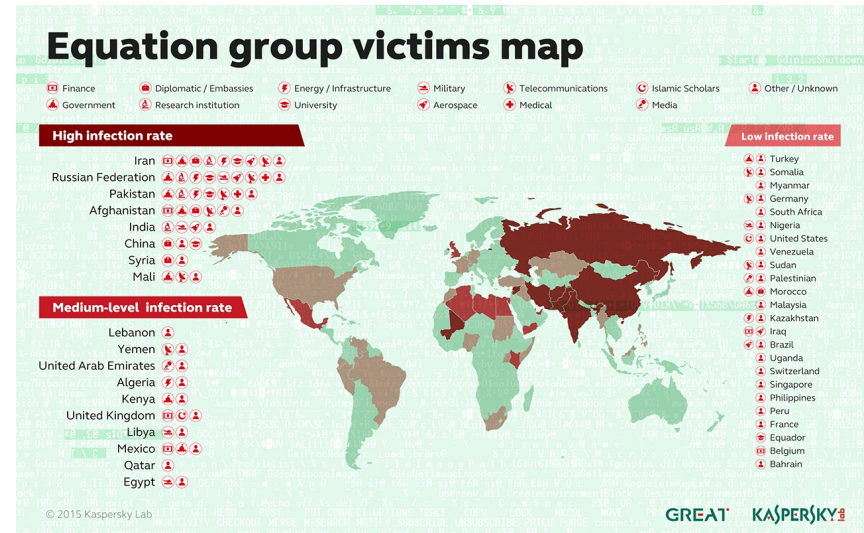 Equation group victims map
Finance
Diplomatic / Embassies
Energy / Infrastructure
Military
Telecommunications
Islamic Scholars
Other / Unknown
Government
Research institution
University
Aerospace
Medical
Media
High infection rate
Iran
Russian Federation
Pakistan
Afghanistan
India
China
Syria
Mali
Medium-level infection rate
Lebanon
Yemen
United Arab Emirates
Algeria
Kenya
United Kingdom
Libya
Mexico
Qatar
Egypt
Low infection rate
Turkey
Somalia
Myanmar
Germany
South Africa
Nigeria
United States
Venezuela
Sudan
Palestinian
Morocco
Malaysia
Kazakhstan
Iraq
Brazil
Uganda
Switzerland
Singapore
Philippines
Peru
France
Equador
Belgium
Bahrain
© 2015 Kaspersky Lab
GREAT
KASPERSKY lab